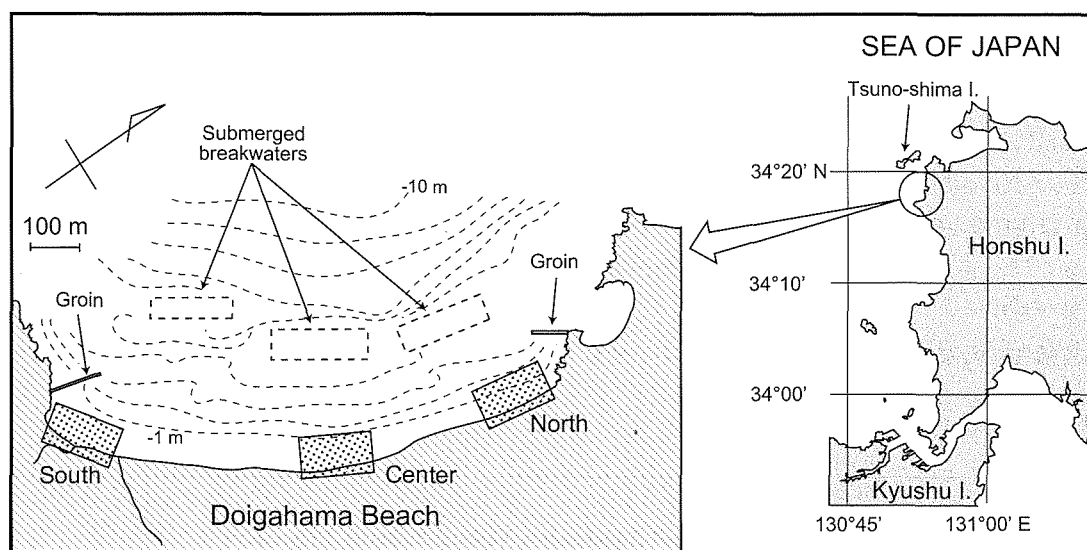 SEA OF JAPAN
Tsuno-shima I.
Submerged
breakwaters
-10 m
34°20' N
100 m
Groin
Honshu I.
Groin
34°10'
34°00'
-1 m
North
South
Center
Kyushu I.
Doigahama Beach
130°45'
131°00' E